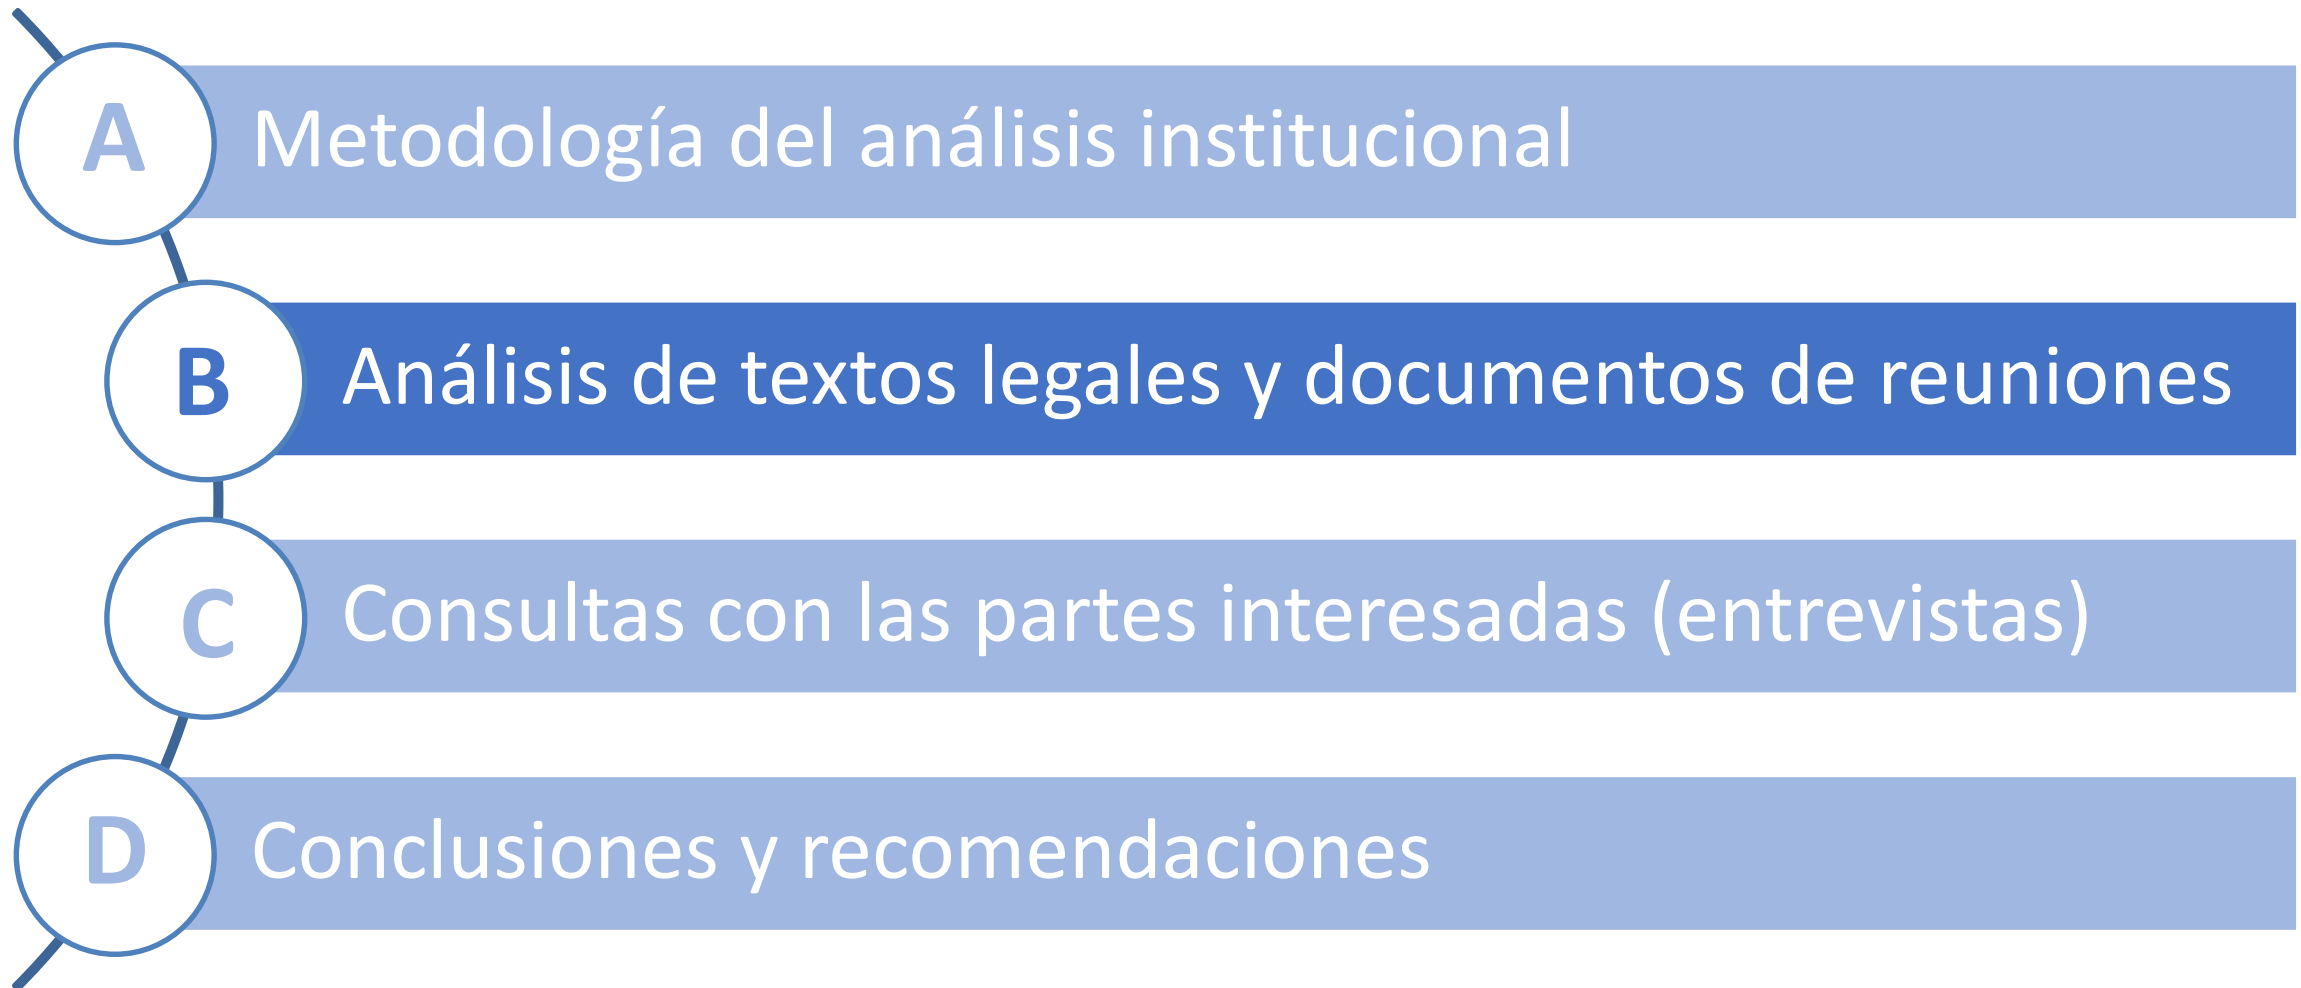 A Metodología del análisis institucional
B Análisis de textos legales y documentos de reuniones
C Consultas con las partes interesadas (entrevistas)
D Conclusiones y recomendaciones